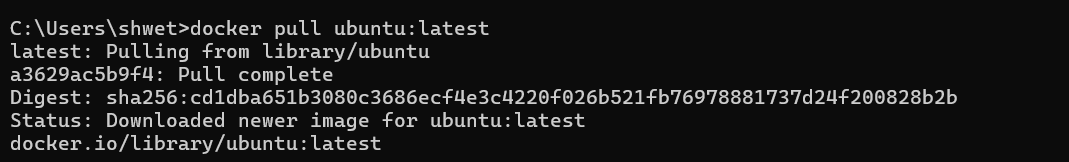 C:\Users\shwet>docker pull ubuntu:latest
latest: Pulling from library/ubuntu
a3629ac5b9f4: Pull complete
Digest: sha256:cd1dba651b3080c3686ecf4e3c4220f026b521fb76978881737d24f200828b2b
Status: Downloaded newer image for ubuntu:latest
docker.io/library/ubuntu:latest